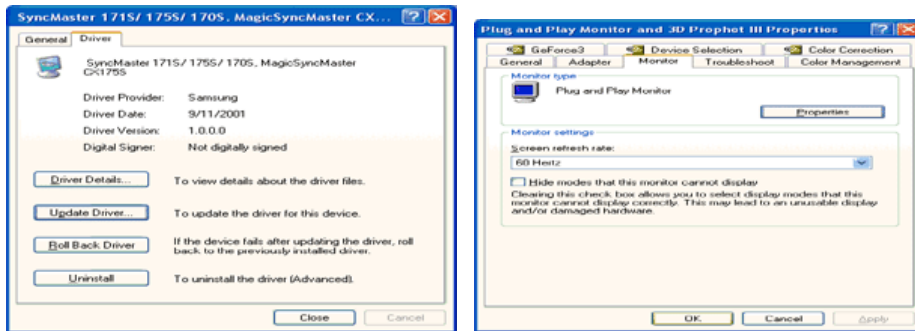 SyncMaster 171S/ 175S/ 170S, MagicSyncMaster CX...
General
Driver
SyncMaster 171S/ 175S/ 170S, MagicSyncMaster
CX175S
Driver Provider: Samsung
Driver Date: 9/11/2001
Driver Version: 1.0.0.0
Digital Signer: Not digitally signed
Driver Details...
To view details about the driver files.
Update Driver...
To update the driver for this device.
Roll Back Driver
If the device fails after updating the driver, roll
back to the previously installed driver.
Uninstall
To uninstall the driver (Advanced).
Close
Cancel
Plug and Play Monitor and 3D Prophet III Properties
GeForce3
Device Selection
Color Correction
General
Adapter
Monitor
Troubleshoot
Color Management
Monitor type
Plug and Play Monitor
Properties
Monitor settings
Screen refresh rate:
60 Hertz
Hide modes that this monitor cannot display
Clearing this check box allows you to select display modes that this
monitor cannot display correctly. This may lead to an unusable display
and/or damaged hardware.
OK
Cancel
Apply